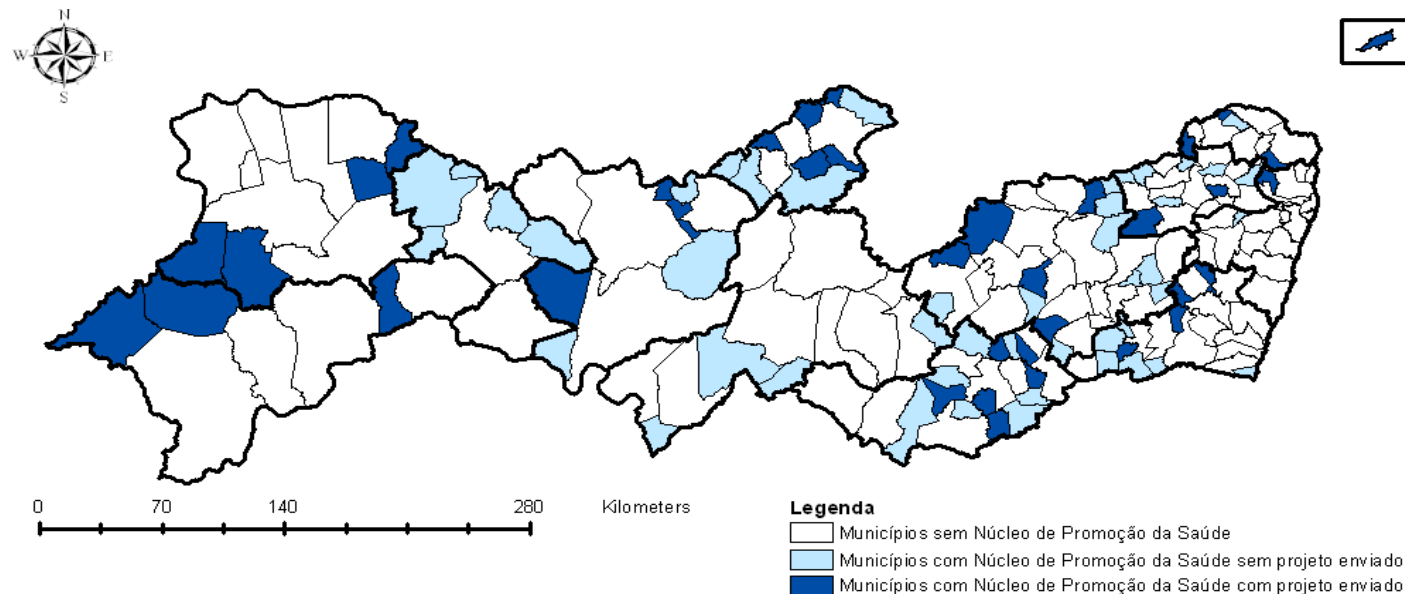 N
W E
S
0 70 140 280 Kilometers
Legenda
Municípios sem Núcleo de Promoção da Saúde
Municípios com Núcleo de Promoção da Saúde sem projeto enviado
Municípios com Núcleo de Promoção da Saúde com projeto enviado